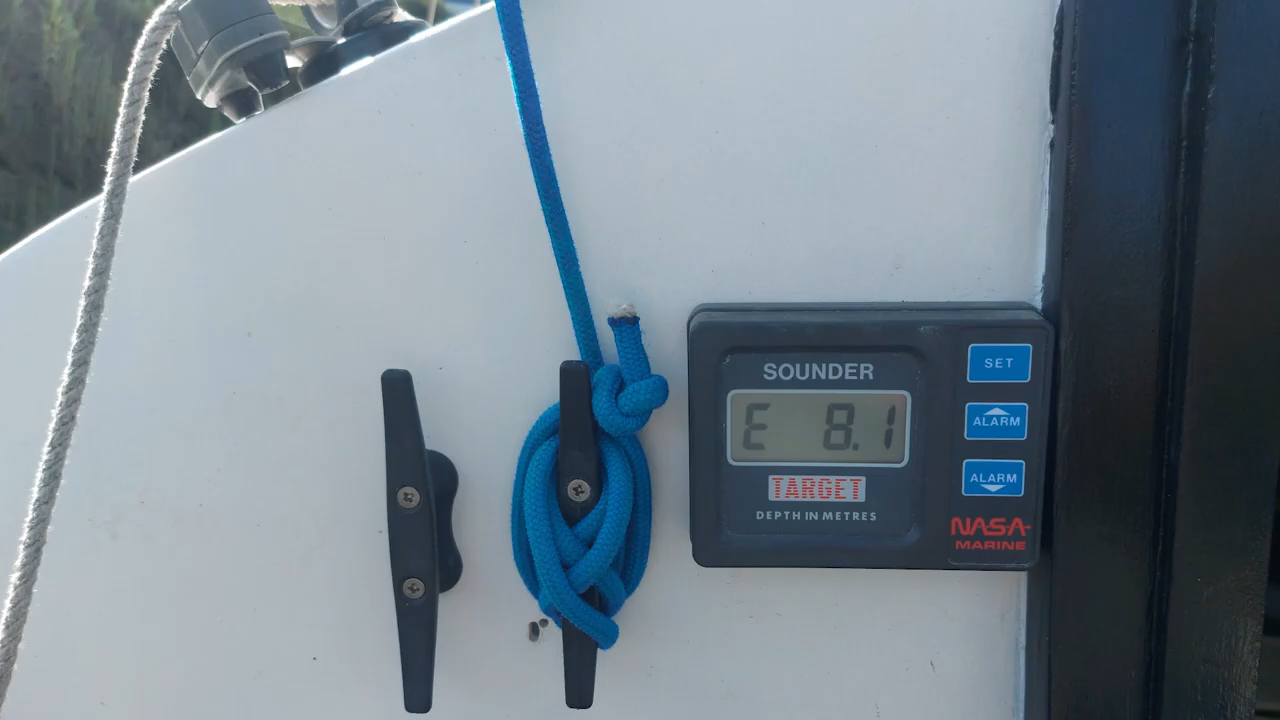 SOUNDER
E 8.1
TARGET
DEPTH IN METRES
SET
ALARM
ALARM
NASA
MARINE